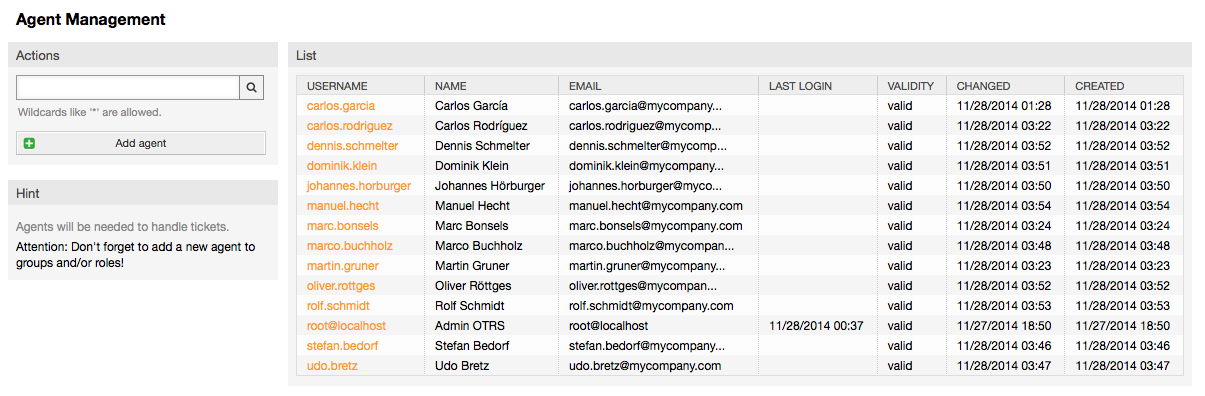 Agent Management
Actions
Wildcards like '*' are allowed.
Add agent
Hint
Agents will be needed to handle tickets.
Attention: Don't forget to add a new agent to
groups and/or roles!
List
USERNAME NAME EMAIL LAST LOGIN VALIDITY CHANGED CREATED
carlos.garcia Carlos García carlos.garcia@mycompany... valid 11/28/2014 01:28 11/28/2014 01:28
carlos.rodriguez Carlos Rodríguez carlos.rodriguez@mycomp... valid 11/28/2014 03:22 11/28/2014 03:22
dennis.schmelter Dennis Schmelter dennis.schmelter@mycomp... valid 11/28/2014 03:52 11/28/2014 03:52
dominik.klein Dominik Klein dominik.klein@mycompany... valid 11/28/2014 03:51 11/28/2014 03:51
johannes.horburger Johannes Hörburger johannes.horburger@myco... valid 11/28/2014 03:50 11/28/2014 03:50
manuel.hecht Manuel Hecht manuel.hecht@mycompany.com valid 11/28/2014 03:54 11/28/2014 03:54
marc.bonsels Marc Bonsels marc.bonsels@mycompany... valid 11/28/2014 03:24 11/28/2014 03:24
marco.buchholz Marco Buchholz marco.buchholz@mycompan... valid 11/28/2014 03:48 11/28/2014 03:48
martin.gruner Martin Gruner martin.gruner@mycompany... valid 11/28/2014 03:23 11/28/2014 03:23
oliver.rottges Oliver Röttges oliver.rottges@mycompan... valid 11/28/2014 03:52 11/28/2014 03:52
rolf.schmidt Rolf Schmidt rolf.schmidt@mycompany.com valid 11/28/2014 03:53 11/28/2014 03:53
root@localhost Admin OTRS root@localhost 11/28/2014 00:37 valid 11/27/2014 18:50 11/27/2014 18:50
stefan.bedorf Stefan Bedorf stefan.bedorf@mycompany... valid 11/28/2014 03:46 11/28/2014 03:46
udo.bretz Udo Bretz udo.bretz@mycompany.com valid 11/28/2014 03:47 11/28/2014 03:47